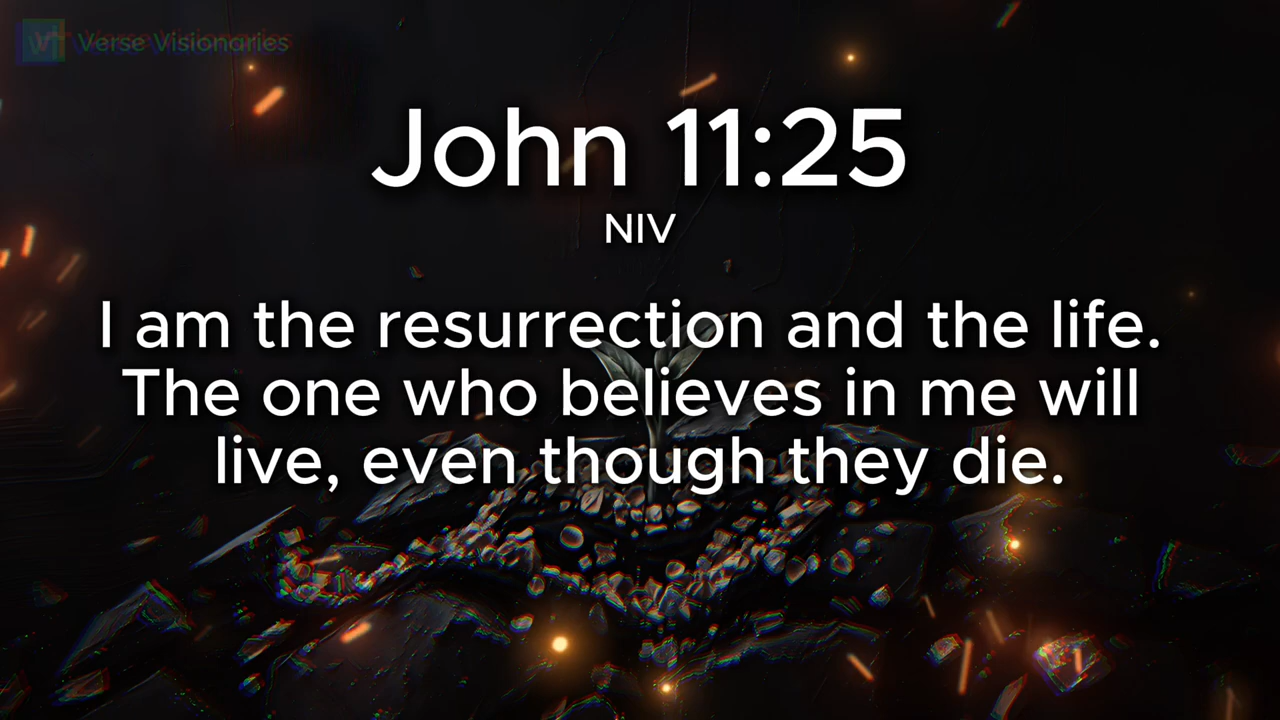 Verse Visionaries
John 11:25
NIV
I am the resurrection and the life.
The one who believes in me will
live, even though they die.